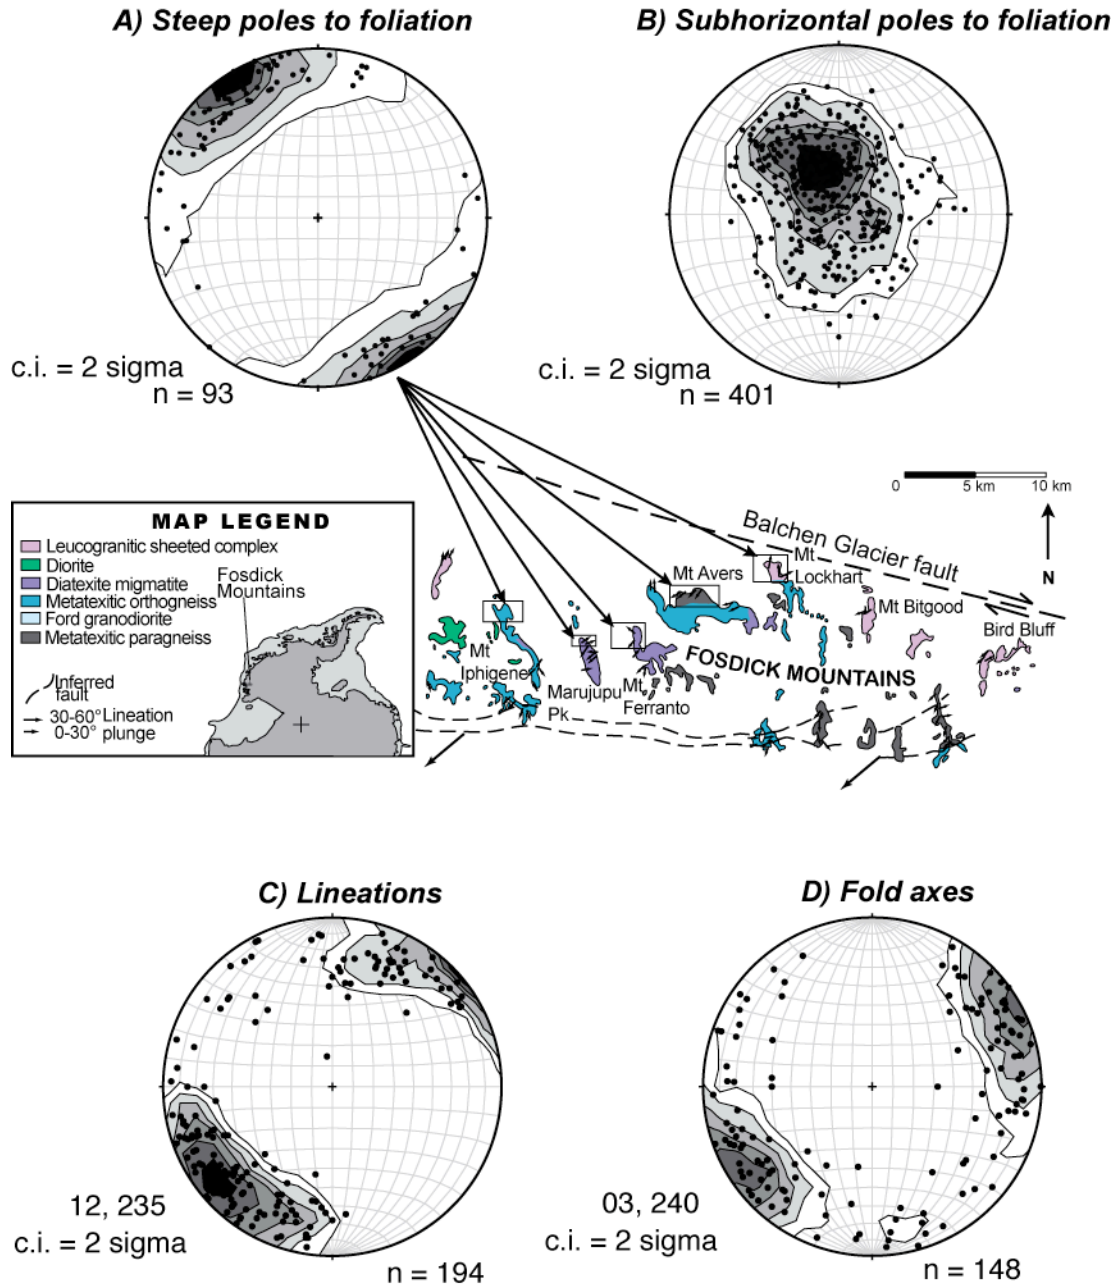 A) Steep poles to foliation
B) Subhorizontal poles to foliation
c.i. = 2 sigma
n = 93
c.i. = 2 sigma
n = 401
0 5 km 10 km
N
MAP LEGEND
Leucogranitic sheeted complex
Diorite
Diatexite migmatite
Metatexitic orthogneiss
Ford granodiorite
Metatexitic paragneiss
Inferred
fault
30-60° Lineation
0-30° plunge
Fosdick
Mountains
Balchen Glacier fault
Mt
Lockhart
Mt Avers
Mt Bitgood
Bird Bluff
Mt
Iphigene
FOSDICK MOUNTAINS
Marujupu
Pk
Mt
Ferranto
C) Lineations
D) Fold axes
12, 235
c.i. = 2 sigma
n = 194
03, 240
c.i. = 2 sigma
n = 148